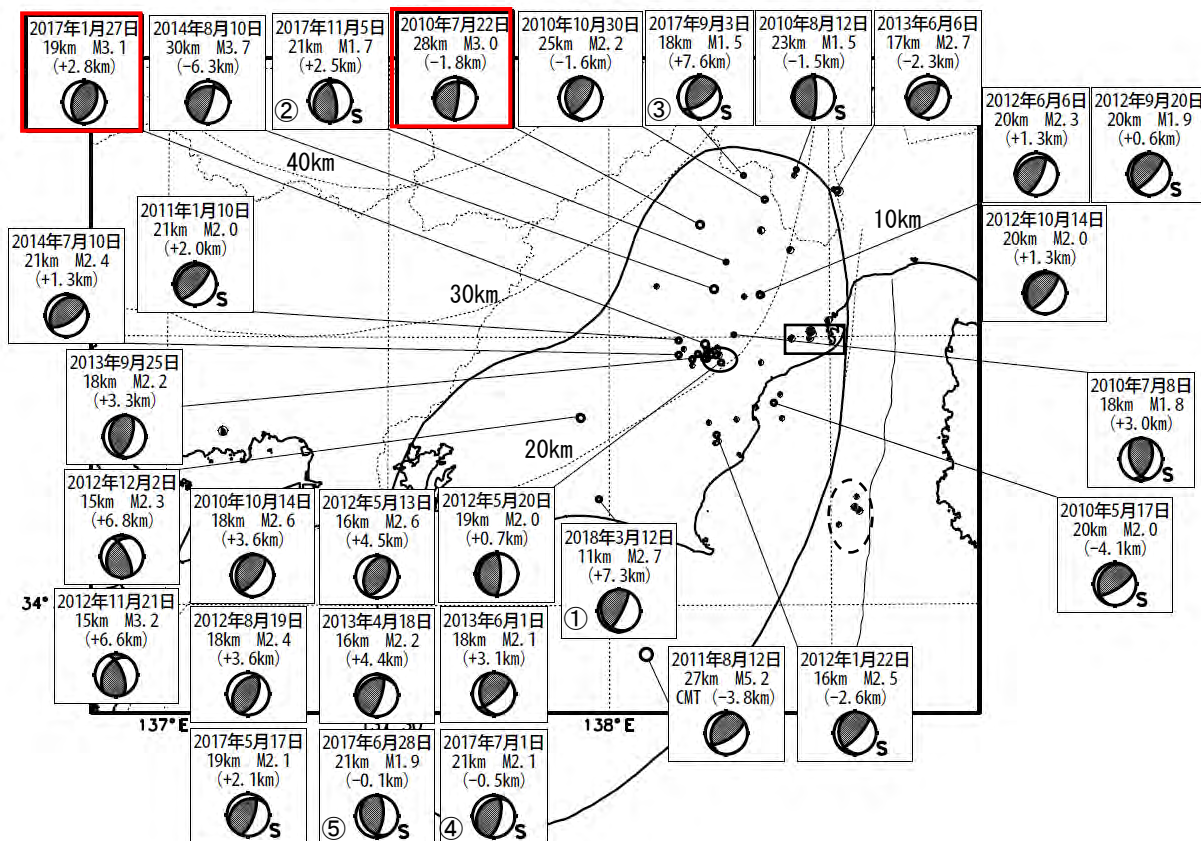 2017年1月27日
19km M3.1
(+2.8km)
2014年8月10日
30km M3.7
(-6.3km)
2017年11月5日
21km M1.7
(+2.5km)
②
S
2010年7月22日
28km M3.0
(-1.8km)
2010年10月30日
25km M2.2
(-1.6km)
2017年9月3日
18km M1.5
(+7.6km)
③
S
2010年8月12日
23km M1.5
(-1.5km)
S
2013年6月6日
17km M2.7
(-2.3km)
2012年6月6日
20km M2.3
(+1.3km)
2012年9月20日
20km M1.9
(+0.6km)
S
40km
2011年1月10日
21km M2.0
(+2.0km)
S
2012年10月14日
20km M2.0
(+1.3km)
10km
2014年7月10日
21km M2.4
(+1.3km)
30km
2013年9月25日
18km M2.2
(+3.3km)
2010年7月8日
18km M1.8
(+3.0km)
S
20km
2012年12月2日
15km M2.3
(+6.8km)
2010年10月14日
18km M2.6
(+3.6km)
2012年5月13日
16km M2.6
(+4.5km)
2012年5月20日
19km M2.0
(+0.7km)
2018年3月12日
11km M2.7
(+7.3km)
①
2010年5月17日
20km M2.0
(-4.1km)
S
34°
2012年11月21日
15km M3.2
(+6.6km)
2012年8月19日
18km M2.4
(+3.6km)
2013年4月18日
16km M2.2
(+4.4km)
2013年6月1日
18km M2.1
(+3.1km)
2011年8月12日
27km M5.2
CMT (-3.8km)
2012年1月22日
16km M2.5
(-2.6km)
S
137°E
138°E
2017年5月17日
19km M2.1
(+2.1km)
S
2017年6月28日
21km M1.9
(-0.1km)
⑤
S
2017年7月1日
21km M2.1
(-0.5km)
④
S